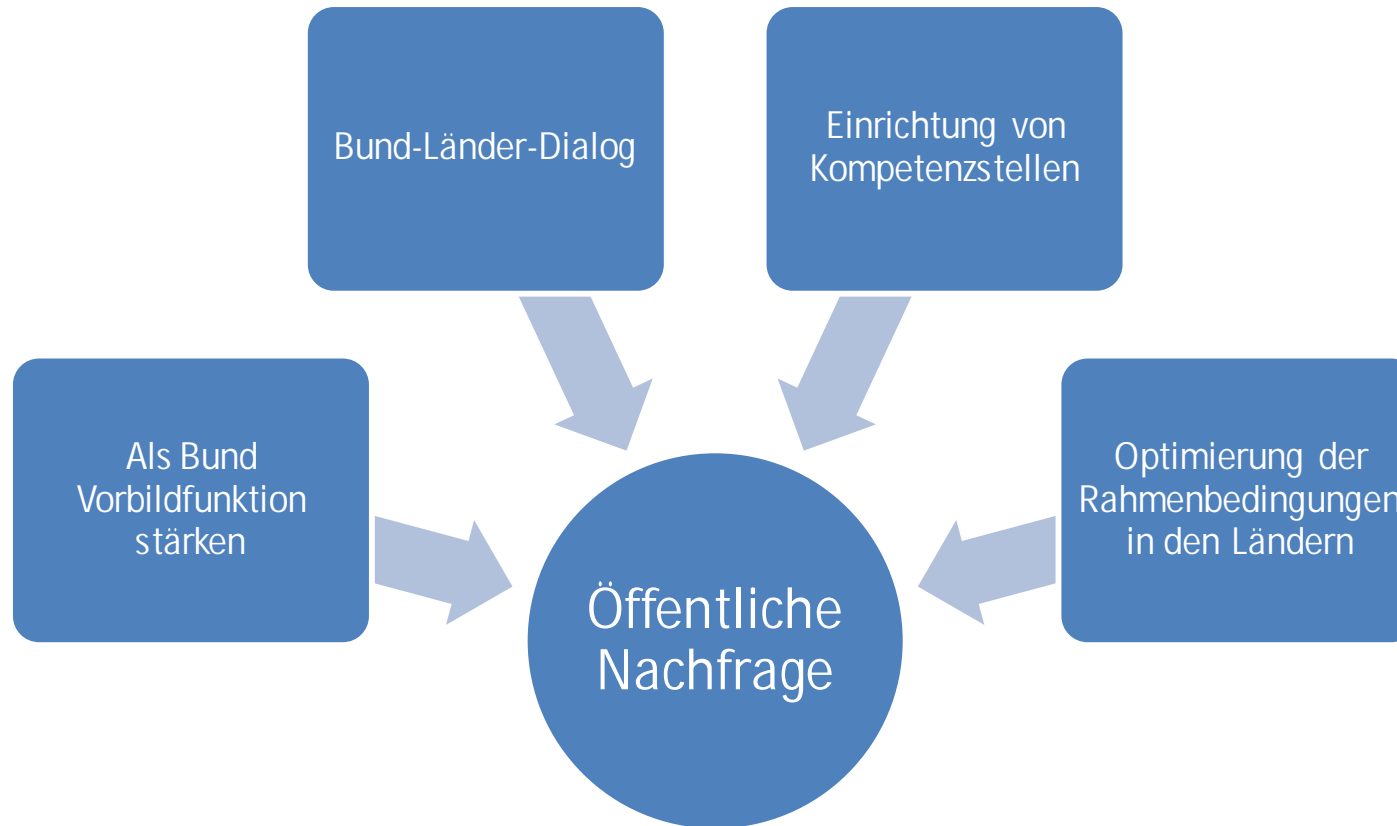 Bund-Länder-Dialog
Einrichtung von
Kompetenzstellen
Als Bund
Vorbildfunktion
stärken
Optimierung der
Rahmenbedingungen
in den Ländern
Öffentliche
Nachfrage